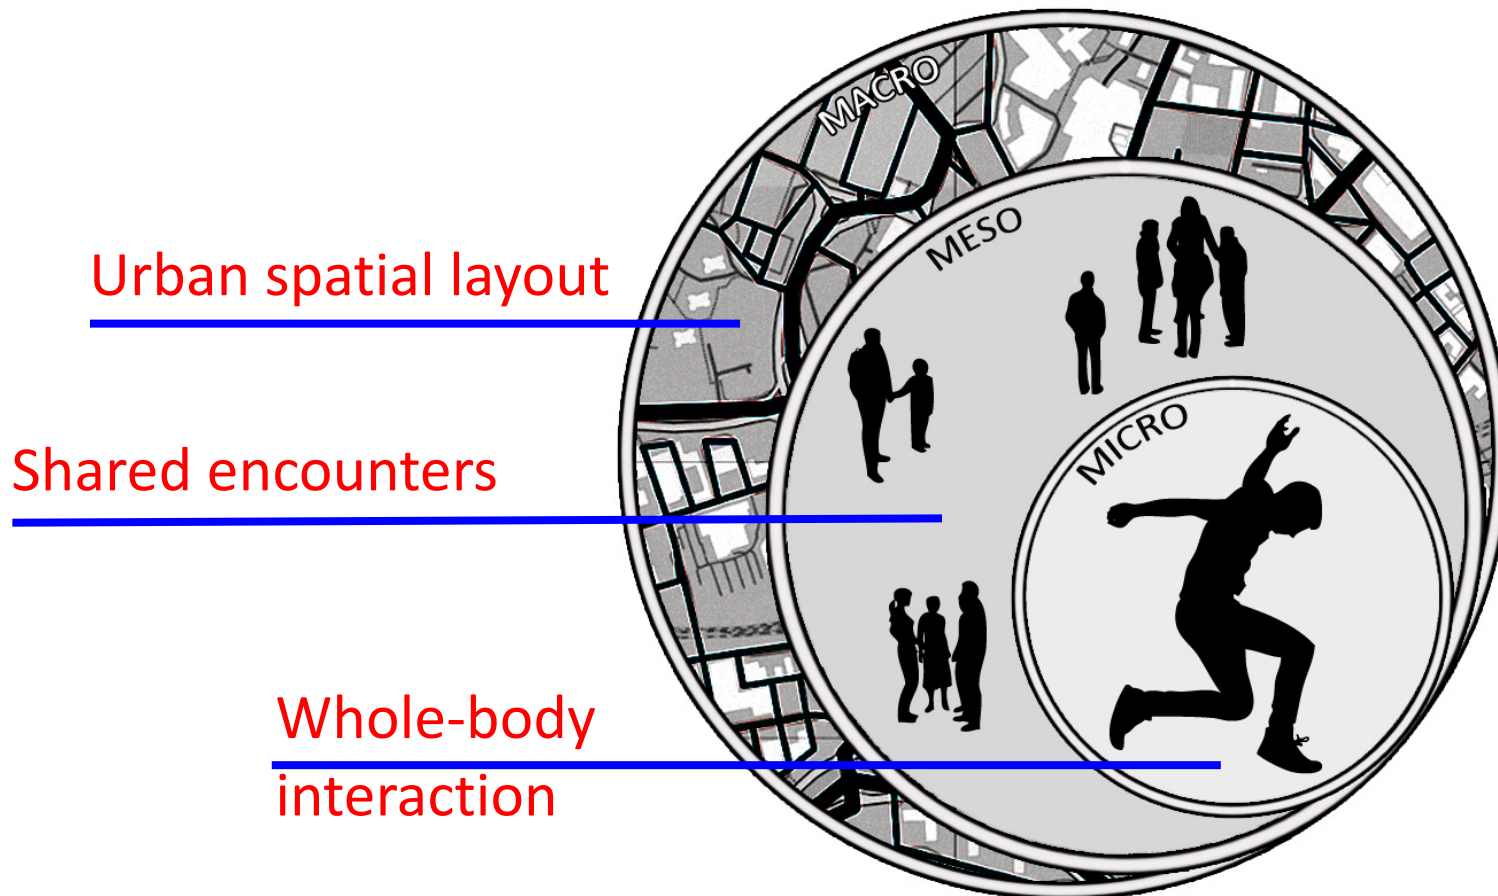 MACRO
MESO
Urban spatial layout
MICRO
Shared encounters
Whole-body
interaction